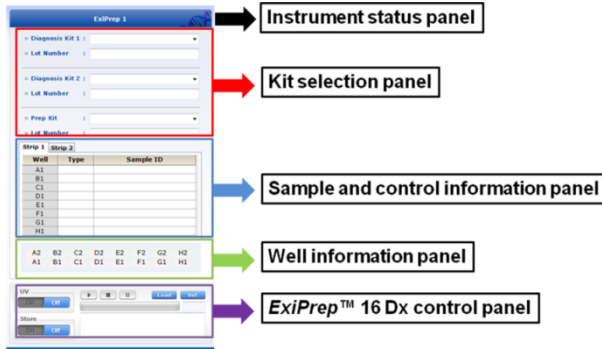 ExiPrep 1
Instrument status panel
» Diagnosis Kit 1 :
» Lot Number :
» Diagnosis Kit 2 :
» Lot Number :
» Prep Kit :
» Lot Number :
Kit selection panel
Strip 1 Strip 2
Well Type Sample ID
A1
B1
C1
D1
E1
F1
G1
H1
Sample and control information panel
A2 B2 C2 D2 E2 F2 G2 H2
A1 B1 C1 D1 E1 F1 G1 H1
Well information panel
UV
On Off
Load Ref
Store
On Off
ExiPrep™ 16 Dx control panel